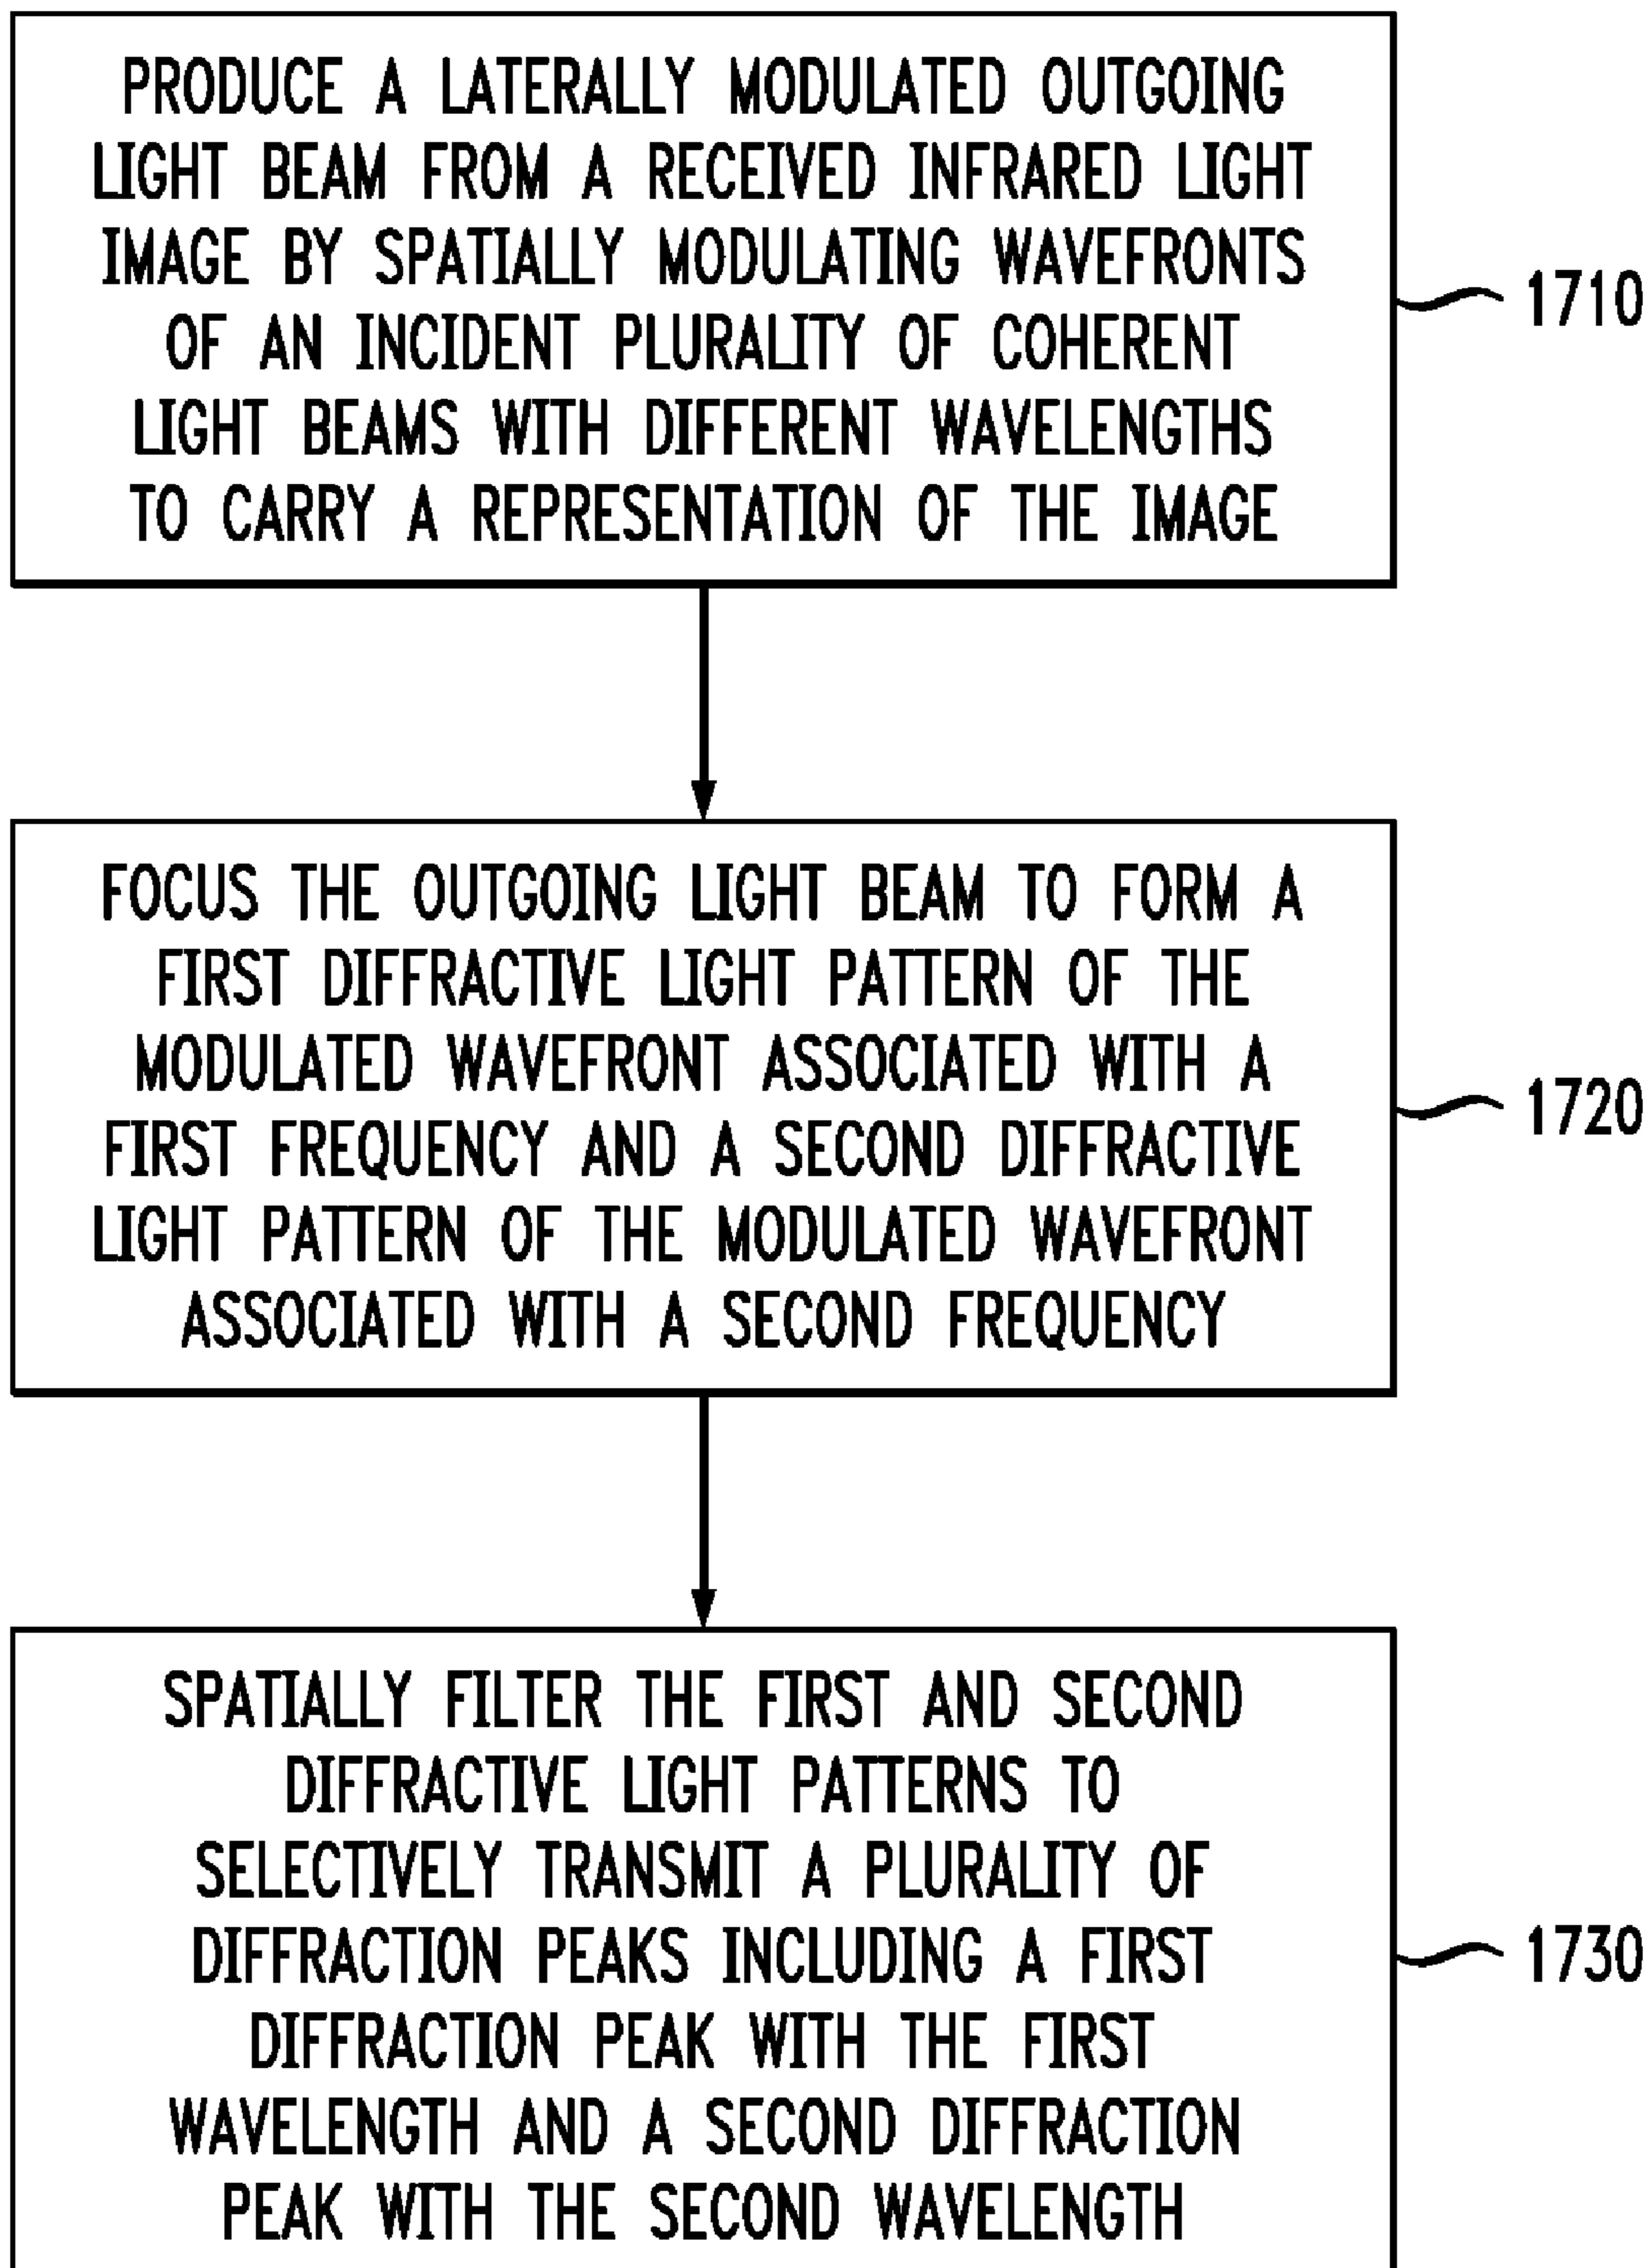 PRODUCE A LATERALLY MODULATED OUTGOING
LIGHT BEAM FROM A RECEIVED INFRARED LIGHT
IMAGE BY SPATIALLY MODULATING WAVEFRONTS
OF AN INCIDENT PLURALITY OF COHERENT
LIGHT BEAMS WITH DIFFERENT WAVELENGTHS
TO CARRY A REPRESENTATION OF THE IMAGE
1710
FOCUS THE OUTGOING LIGHT BEAM TO FORM A
FIRST DIFFRACTIVE LIGHT PATTERN OF THE
MODULATED WAVEFRONT ASSOCIATED WITH A
FIRST FREQUENCY AND A SECOND DIFFRACTIVE
LIGHT PATTERN OF THE MODULATED WAVEFRONT
ASSOCIATED WITH A SECOND FREQUENCY
1720
SPATIALLY FILTER THE FIRST AND SECOND
DIFFRACTIVE LIGHT PATTERNS TO
SELECTIVELY TRANSMIT A PLURALITY OF
DIFFRACTION PEAKS INCLUDING A FIRST
DIFFRACTION PEAK WITH THE FIRST
WAVELENGTH AND A SECOND DIFFRACTION
PEAK WITH THE SECOND WAVELENGTH
1730